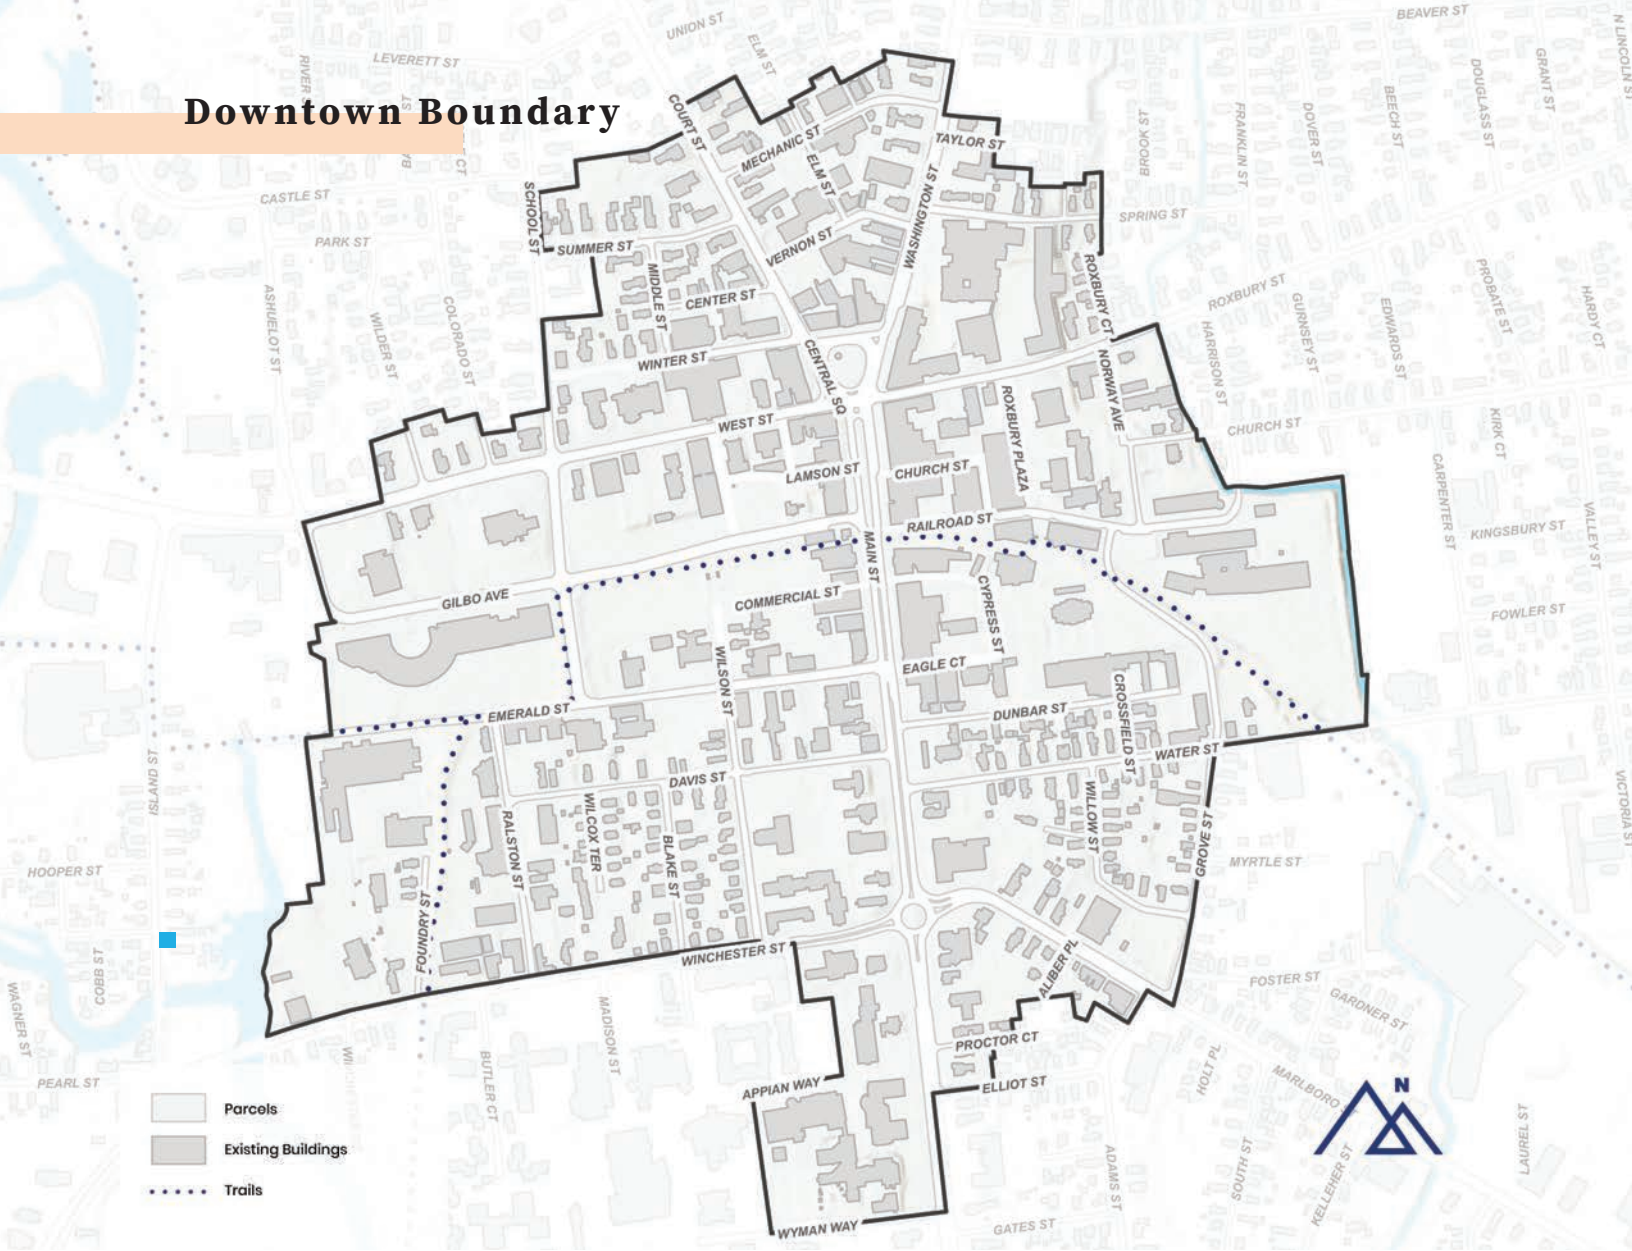 Downtown Boundary
UNION ST
ELM ST
BEAVER ST
N LINCOLN ST
LEVERETT ST
GRANT ST
DOUGLASS ST
BEECH ST
DOVER ST
FRANKLIN ST
BROOK ST
COURT ST
MECHANIC ST
ELM ST
TAYLOR ST
WASHINGTON ST
CASTLE ST
SCHOOL ST
SPRING ST
PARK ST
SUMMER ST
VERNON ST
MIDDLE ST
CENTER ST
ROXBURY CT
ROXBURY ST
PROBATE ST
HARDY CT
ASHUELOT ST
WILDER ST
COLORADO ST
GURNSEY ST
EDWARDS ST
HARRISON ST
WINTER ST
CENTRAL SQ
NORWAY AVE
WEST ST
ROXBURY PLAZA
CHURCH ST
KIRK CT
LAMSON ST
CHURCH ST
CARPENTER ST
RAILROAD ST
KINGSBURY ST
VALLEY ST
MAIN ST
GILBO AVE
COMMERCIAL ST
CYPRESS ST
FOWLER ST
WILSON ST
EAGLE CT
EMERALD ST
DUNBAR ST
CROSSFIELD ST
WATER ST
ISLAND ST
DAVIS ST
VICTORIA ST
RALSTON ST
WILCOX TER
BLAKE ST
WILLOW ST
GROVE ST
MYRTLE ST
HOOPER ST
FOUNDRY ST
WINCHESTER ST
ALIBER PL
COBB ST
WAGNER ST
FOSTER ST
GARDNER ST
MADISON ST
PROCTOR CT
BUTLER CT
HOLT PL
PEARL ST
APPIAN WAY
ELLIOT ST
MARLBORO
N
Parcels
Existing Buildings
Trails
ADAMS ST
SOUTH ST
KELLEHER ST
LAUREL ST
WYMAN WAY
GATES ST